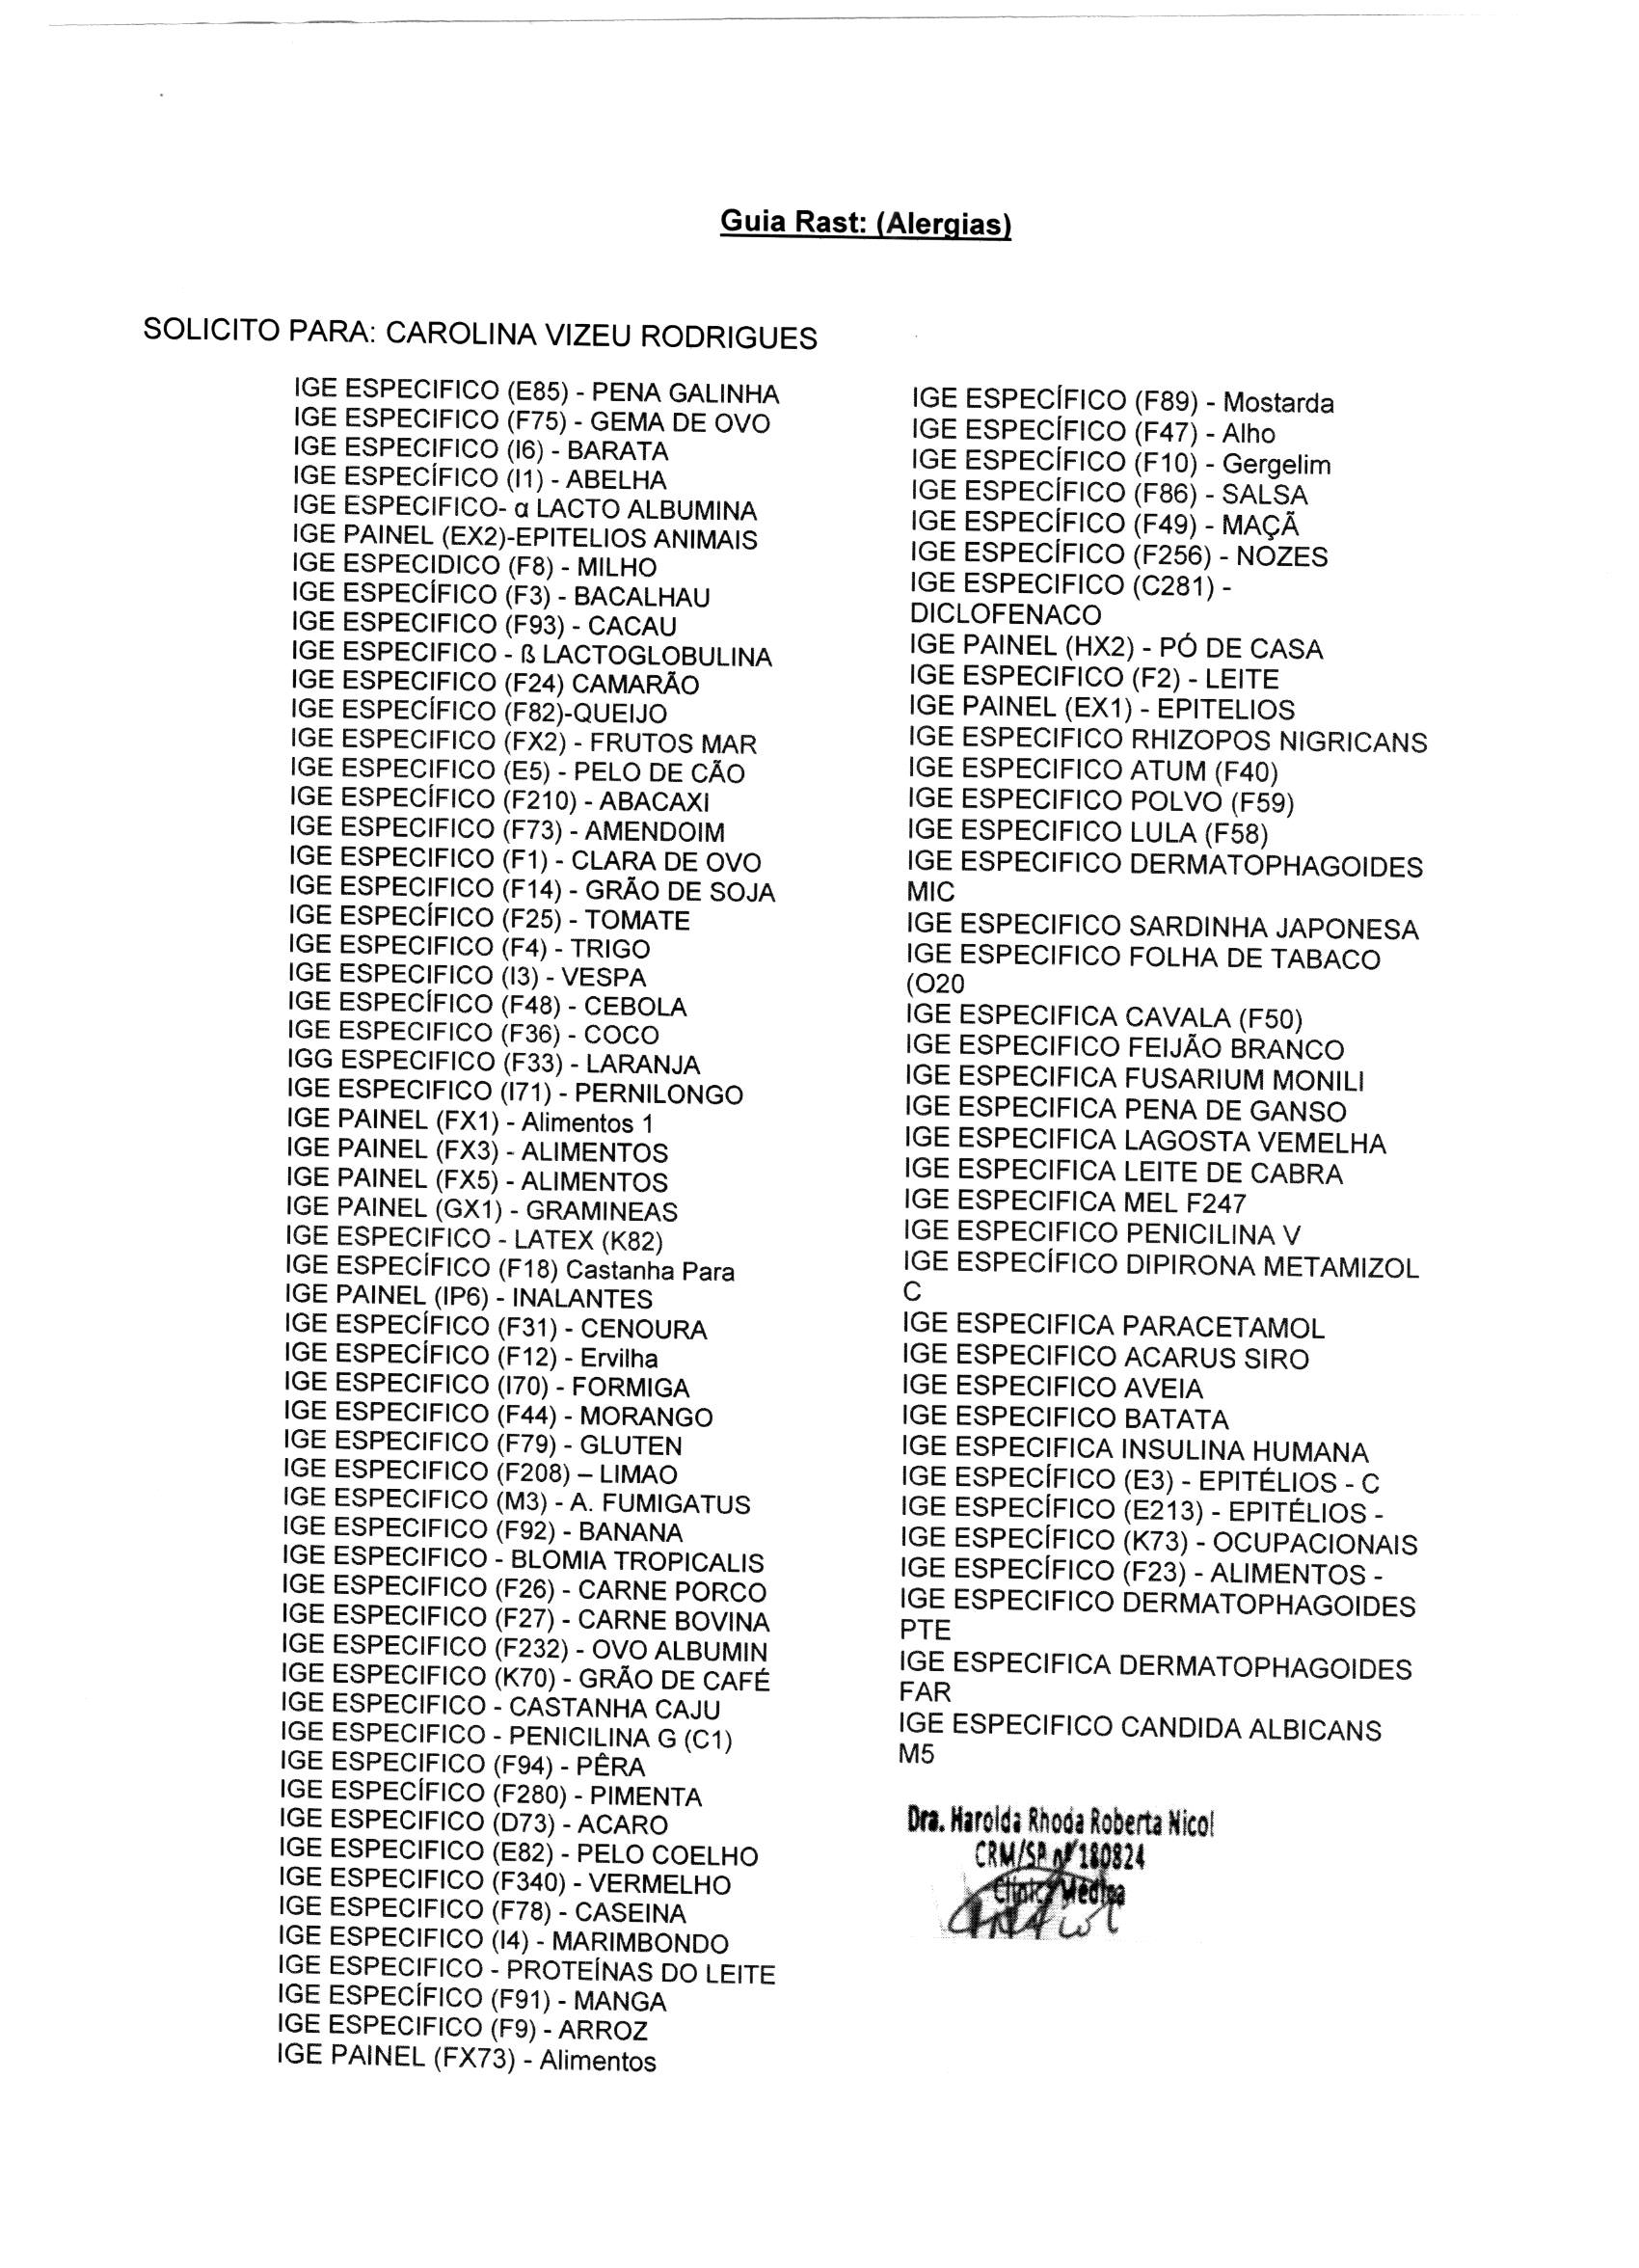 Guia Rast: (Alergias)
SOLICITO PARA: CAROLINA VIZEU RODRIGUES
IGE ESPECIFICO (E85) - PENA GALINHA
IGE ESPECIFICO (F75) - GEMA DE OVO
IGE ESPECIFICO (I6) - BARATA
IGE ESPECÍFICO (I1) - ABELHA
IGE ESPECIFICO- α LACTO ALBUMINA
IGE PAINEL (EX2)-EPITELIOS ANIMAIS
IGE ESPECIDICO (F8) - MILHO
IGE ESPECÍFICO (F3) - BACALHAU
IGE ESPECIFICO (F93) - CACAU
IGE ESPECIFICO - ß LACTOGLOBULINA
IGE ESPECIFICO (F24) CAMARÃO
IGE ESPECÍFICO (F82)-QUEIJO
IGE ESPECIFICO (FX2) - FRUTOS MAR
IGE ESPECIFICO (E5) - PELO DE CÃO
IGE ESPECÍFICO (F210) - ABACAXI
IGE ESPECIFICO (F73) - AMENDOIM
IGE ESPECIFICO (F1) - CLARA DE OVO
IGE ESPECIFICO (F14) - GRÃO DE SOJA
IGE ESPECÍFICO (F25) - TOMATE
IGE ESPECIFICO (F4) - TRIGO
IGE ESPECIFICO (I3) - VESPA
IGE ESPECÍFICO (F48) - CEBOLA
IGE ESPECIFICO (F36) - COCO
IGG ESPECIFICO (F33) - LARANJA
IGE ESPECIFICO (I71) - PERNILONGO
IGE PAINEL (FX1) - Alimentos 1
IGE PAINEL (FX3) - ALIMENTOS
IGE PAINEL (FX5) - ALIMENTOS
IGE PAINEL (GX1) - GRAMINEAS
IGE ESPECIFICO - LATEX (K82)
IGE ESPECÍFICO (F18) Castanha Para
IGE PAINEL (IP6) - INALANTES
IGE ESPECÍFICO (F31) - CENOURA
IGE ESPECÍFICO (F12) - Ervilha
IGE ESPECIFICO (I70) - FORMIGA
IGE ESPECIFICO (F44) - MORANGO
IGE ESPECIFICO (F79) - GLUTEN
IGE ESPECIFICO (F208) – LIMAO
IGE ESPECIFICO (M3) - A. FUMIGATUS
IGE ESPECIFICO (F92) - BANANA
IGE ESPECIFICO - BLOMIA TROPICALIS
IGE ESPECIFICO (F26) - CARNE PORCO
IGE ESPECIFICO (F27) - CARNE BOVINA
IGE ESPECIFICO (F232) - OVO ALBUMIN
IGE ESPECIFICO (K70) - GRÃO DE CAFÉ
IGE ESPECIFICO - CASTANHA CAJU
IGE ESPECIFICO - PENICILINA G (C1)
IGE ESPECIFICO (F94) - PÊRA
IGE ESPECÍFICO (F280) - PIMENTA
IGE ESPECIFICO (D73) - ACARO
IGE ESPECIFICO (E82) - PELO COELHO
IGE ESPECIFICO (F340) - VERMELHO
IGE ESPECIFICO (F78) - CASEINA
IGE ESPECIFICO (I4) - MARIMBONDO
IGE ESPECIFICO - PROTEÍNAS DO LEITE
IGE ESPECÍFICO (F91) - MANGA
IGE ESPECIFICO (F9) - ARROZ
IGE PAINEL (FX73) - Alimentos
IGE ESPECÍFICO (F89) - Mostarda
IGE ESPECÍFICO (F47) - Alho
IGE ESPECÍFICO (F10) - Gergelim
IGE ESPECÍFICO (F86) - SALSA
IGE ESPECÍFICO (F49) - MAÇÃ
IGE ESPECÍFICO (F256) - NOZES
IGE ESPECIFICO (C281) -
DICLOFENACO
IGE PAINEL (HX2) - PÓ DE CASA
IGE ESPECIFICO (F2) - LEITE
IGE PAINEL (EX1) - EPITELIOS
IGE ESPECIFICO RHIZOPOS NIGRICANS
IGE ESPECIFICO ATUM (F40)
IGE ESPECIFICO POLVO (F59)
IGE ESPECIFICO LULA (F58)
IGE ESPECIFICO DERMATOPHAGOIDES
MIC
IGE ESPECIFICO SARDINHA JAPONESA
IGE ESPECIFICO FOLHA DE TABACO
(O20
IGE ESPECIFICA CAVALA (F50)
IGE ESPECIFICO FEIJÃO BRANCO
IGE ESPECIFICA FUSARIUM MONILI
IGE ESPECIFICA PENA DE GANSO
IGE ESPECIFICA LAGOSTA VEMELHA
IGE ESPECIFICA LEITE DE CABRA
IGE ESPECIFICA MEL F247
IGE ESPECIFICO PENICILINA V
IGE ESPECÍFICO DIPIRONA METAMIZOL
C
IGE ESPECIFICA PARACETAMOL
IGE ESPECIFICO ACARUS SIRO
IGE ESPECIFICO AVEIA
IGE ESPECIFICO BATATA
IGE ESPECIFICA INSULINA HUMANA
IGE ESPECÍFICO (E3) - EPITÉLIOS - C
IGE ESPECÍFICO (E213) - EPITÉLIOS -
IGE ESPECÍFICO (K73) - OCUPACIONAIS
IGE ESPECÍFICO (F23) - ALIMENTOS -
IGE ESPECIFICO DERMATOPHAGOIDES
PTE
IGE ESPECIFICA DERMATOPHAGOIDES
FAR
IGE ESPECIFICO CANDIDA ALBICANS
M5
Dra. Harolda Rhoda Roberta Nicol
CRM/SP nº 180824
Clínica Médica